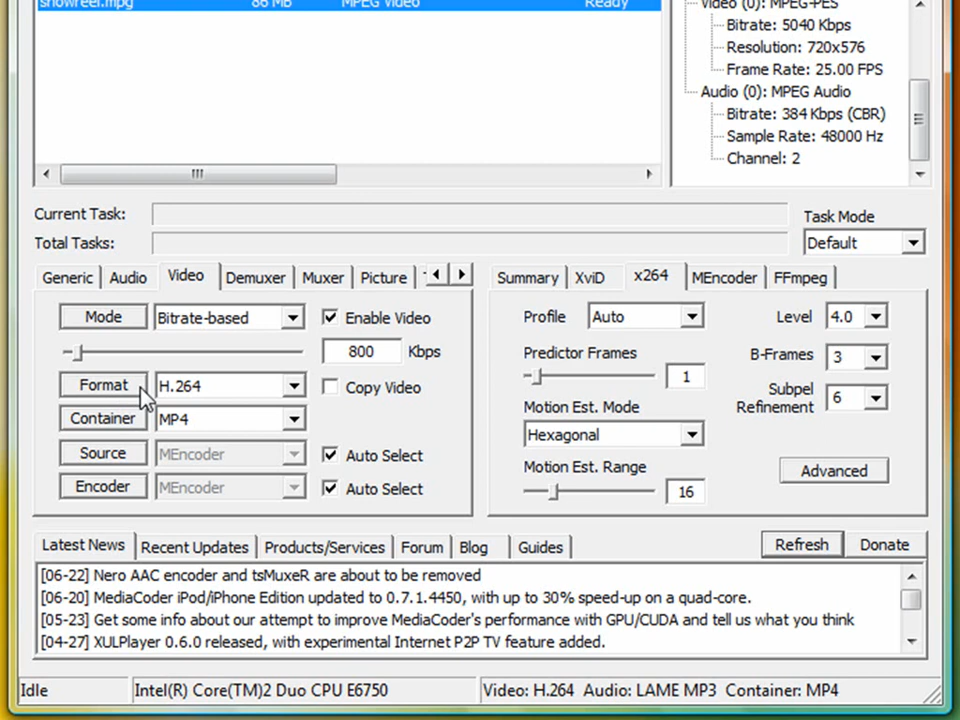 showreel.mpg 86 MB MPEG Video Ready
Video (0): MPEG-PES
Bitrate: 5040 Kbps
Resolution: 720x576
Frame Rate: 25.00 FPS
Audio (0): MPEG Audio
Bitrate: 384 Kbps (CBR)
Sample Rate: 48000 Hz
Channel: 2
Current Task:
Total Tasks:
Task Mode
Default
Generic Audio Video Demuxer Muxer Picture
Mode Bitrate-based Enable Video
800 Kbps
Format H.264 Copy Video
Container MP4
Source MEncoder Auto Select
Encoder MEncoder Auto Select
Summary XviD x264 MEncoder FFmpeg
Profile Auto Level 4.0
Predictor Frames B-Frames 3
1
Motion Est. Mode Subpel Refinement 6
Hexagonal
Motion Est. Range Advanced
16
Latest News Recent Updates Products/Services Forum Blog Guides Refresh Donate
[06-22] Nero AAC encoder and tsMuxeR are about to be removed
[06-20] MediaCoder iPod/iPhone Edition updated to 0.7.1.4450, with up to 30% speed-up on a quad-core.
[05-23] Get some info about our attempt to improve MediaCoder's performance with GPU/CUDA and tell us what you think
[04-27] XULPlayer 0.6.0 released, with experimental Internet P2P TV feature added.
Idle Intel(R) Core(TM)2 Duo CPU E6750 Video: H.264 Audio: LAME MP3 Container: MP4